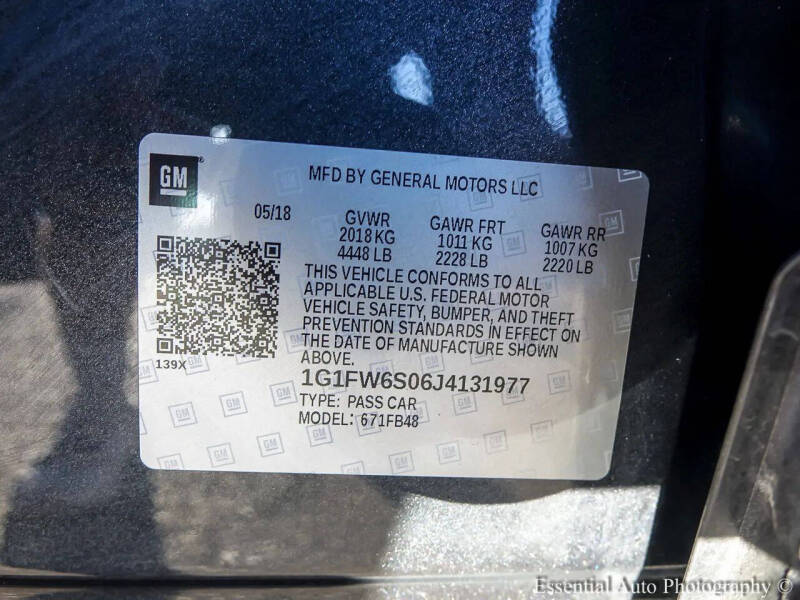 GM
MFD BY GENERAL MOTORS LLC
05/18
GVWR
2018 KG
4448 LB
GAWR FRT
1011 KG
2228 LB
GAWR RR
1007 KG
2220 LB
139X
THIS VEHICLE CONFORMS TO ALL
APPLICABLE U.S. FEDERAL MOTOR
VEHICLE SAFETY, BUMPER, AND THEFT
PREVENTION STANDARDS IN EFFECT ON
THE DATE OF MANUFACTURE SHOWN
ABOVE.
1G1FW6S06J4131977
TYPE: PASS CAR
MODEL: 671FB48
Essential Auto Photography ©